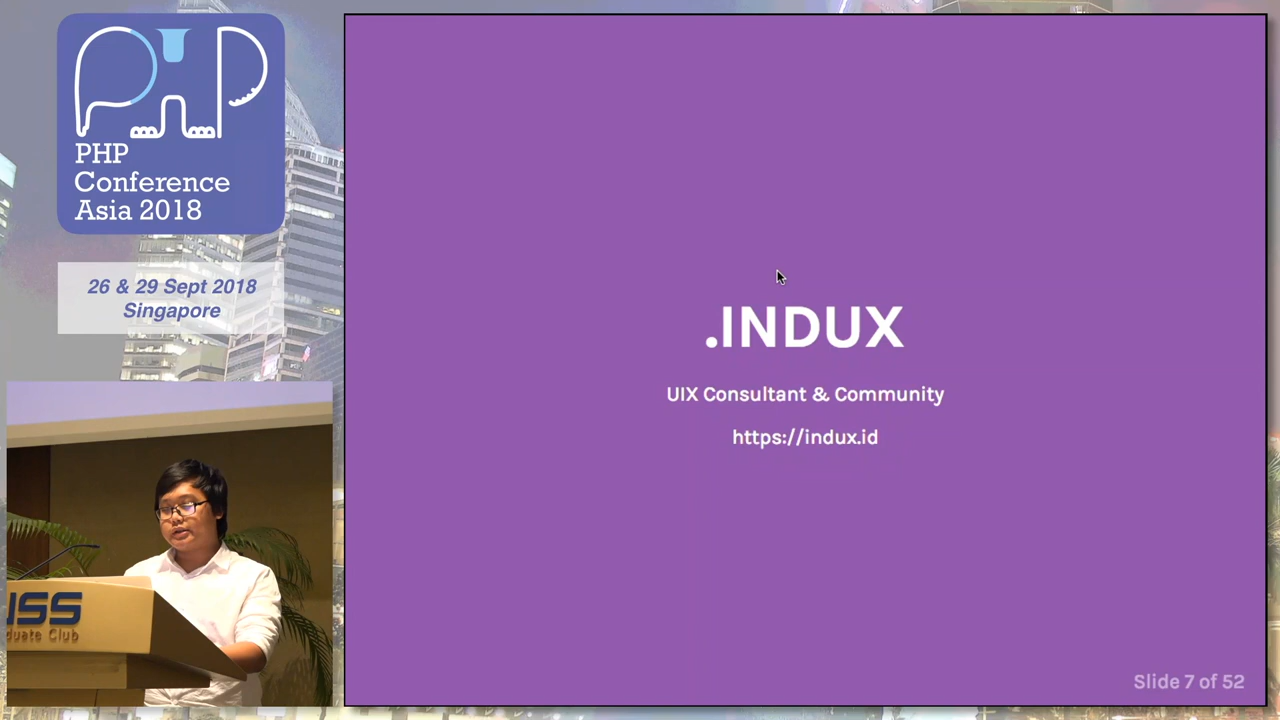 PHP
PHP
Conference
Asia 2018
26 & 29 Sept 2018
Singapore
.INDUX
UIX Consultant & Community
https://indux.id
Slide 7 of 52
ISS
duate Club